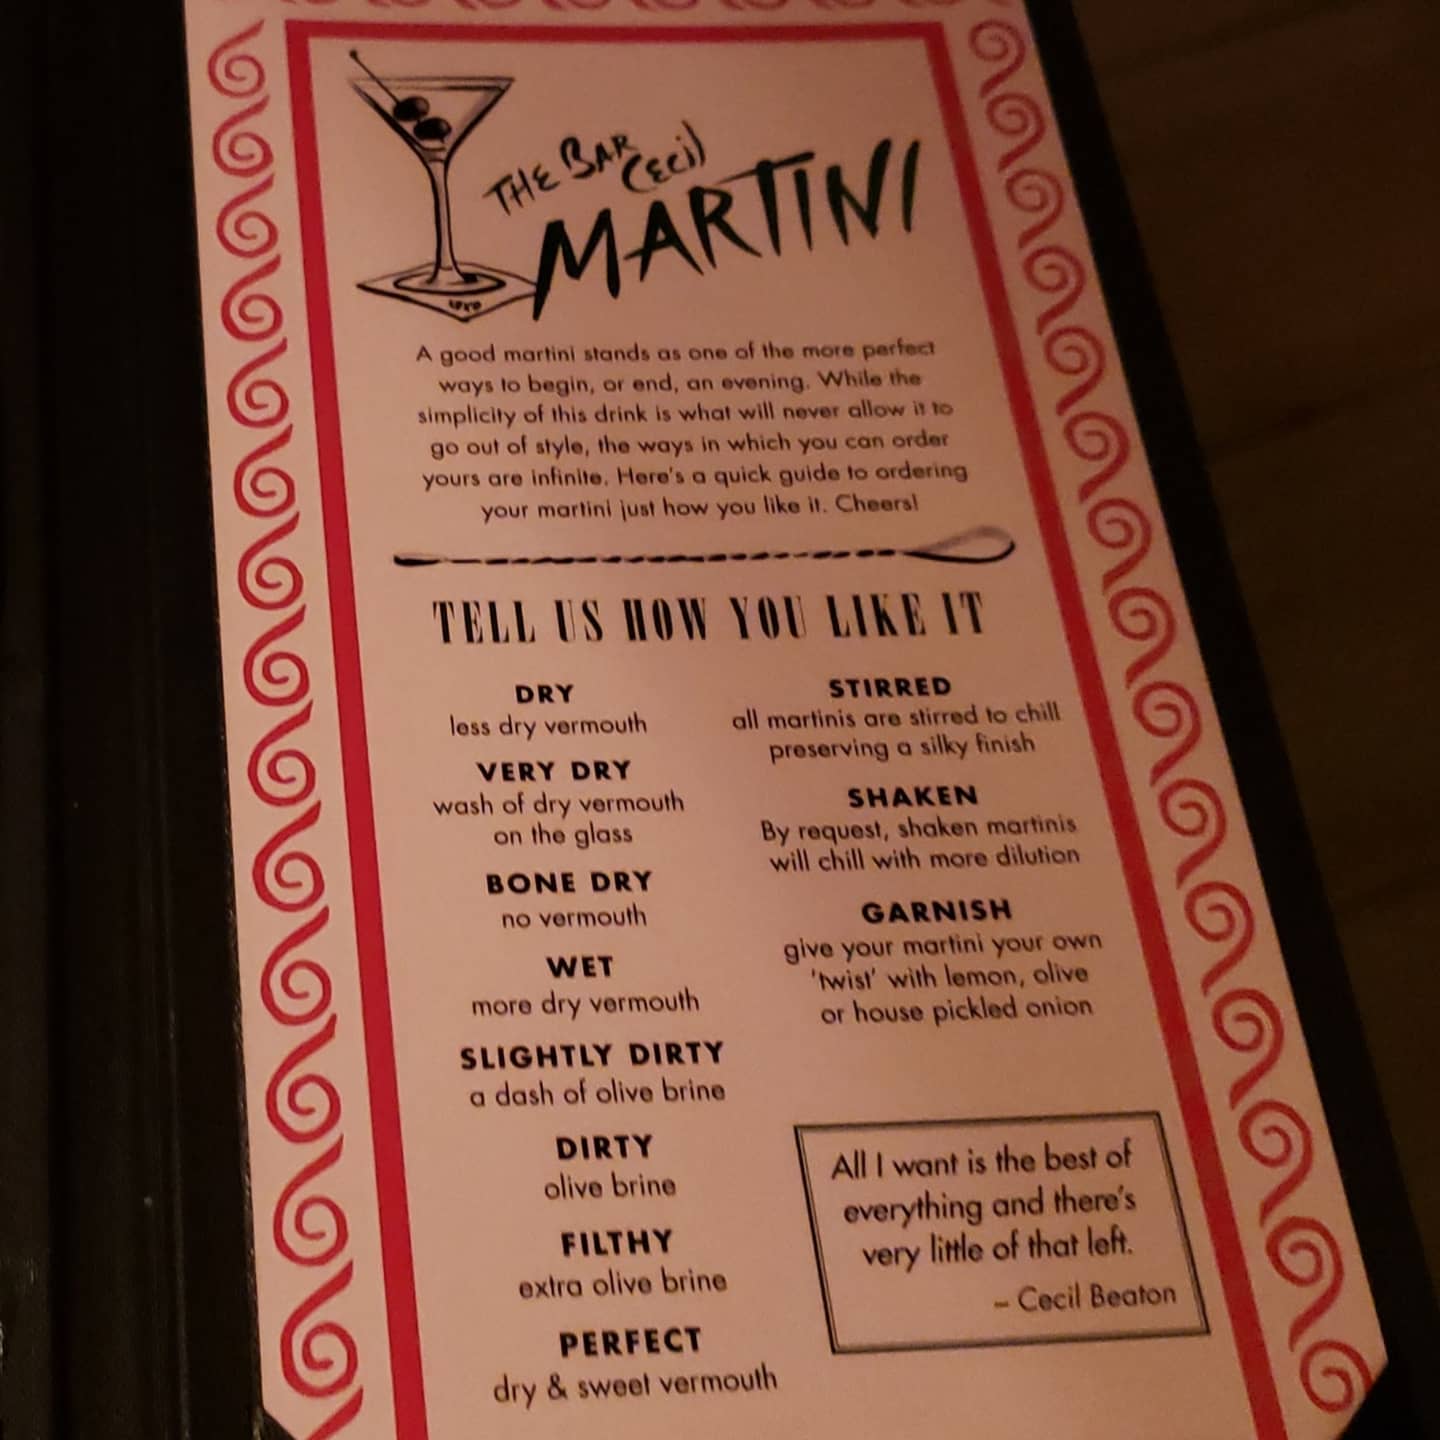 THE BAR
CECIL
MARTINI
A good martini stands as one of the more perfect
ways to begin, or end, an evening. While the
simplicity of this drink is what will never allow it to
go out of style, the ways in which you can order
yours are infinite. Here's a quick guide to ordering
your martini just how you like it. Cheers!
TELL US HOW YOU LIKE IT
DRY
less dry vermouth
VERY DRY
wash of dry vermouth
on the glass
BONE DRY
no vermouth
WET
more dry vermouth
SLIGHTLY DIRTY
a dash of olive brine
DIRTY
olive brine
FILTHY
extra olive brine
PERFECT
dry & sweet vermouth
STIRRED
all martinis are stirred to chill
preserving a silky finish
SHAKEN
By request, shaken martinis
will chill with more dilution
GARNISH
give your martini your own
'twist' with lemon, olive
or house pickled onion
All I want is the best of
everything and there's
very little of that left.
– Cecil Beaton